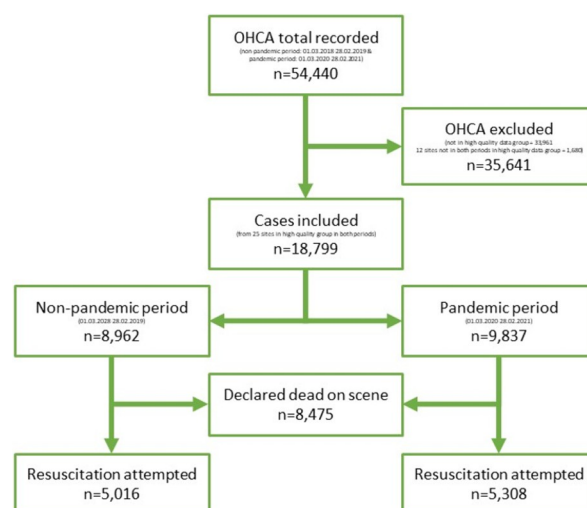 OHCA total recorded
(non-pandemic period: 01.03.2018 28.02.2019 &
pandemic period: 01.03.2020 28.02.2021)
n=54,440
OHCA excluded
(not in high quality data group = 33,961
12 sites not in both periods in high quality data group = 1,680)
n=35,641
Cases included
(from 25 sites in high quality group in both periods)
n=18,799
Non-pandemic period
(01.03.2028 28.02.2019)
n=8,962
Pandemic period
(01.03.2020 28.02.2021)
n=9,837
Declared dead on scene
n=8,475
Resuscitation attempted
n=5,016
Resuscitation attempted
n=5,308